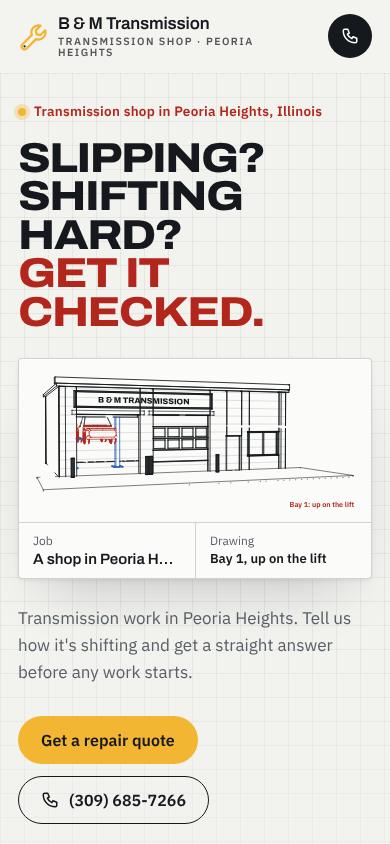 B & M Transmission
TRANSMISSION SHOP · PEORIA
HEIGHTS
Transmission shop in Peoria Heights, Illinois
SLIPPING?
SHIFTING
HARD?
GET IT
CHECKED.
B & M TRANSMISSION
Bay 1: up on the lift
Job
A shop in Peoria H...
Drawing
Bay 1, up on the lift
Transmission work in Peoria Heights. Tell us
how it's shifting and get a straight answer
before any work starts.
Get a repair quote
(309) 685-7266